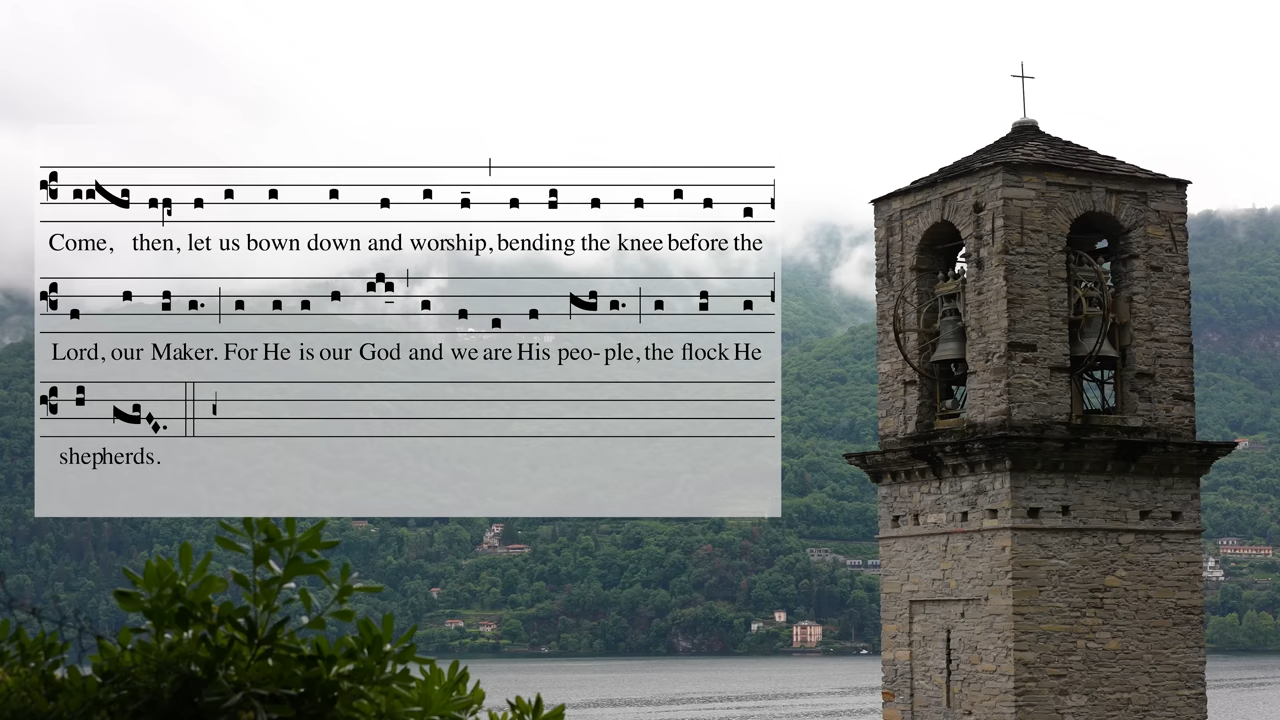 Come, then, let us bown down and worship, bending the knee before the
Lord, our Maker. For He is our God and we are His peo- ple, the flock He
shepherds.